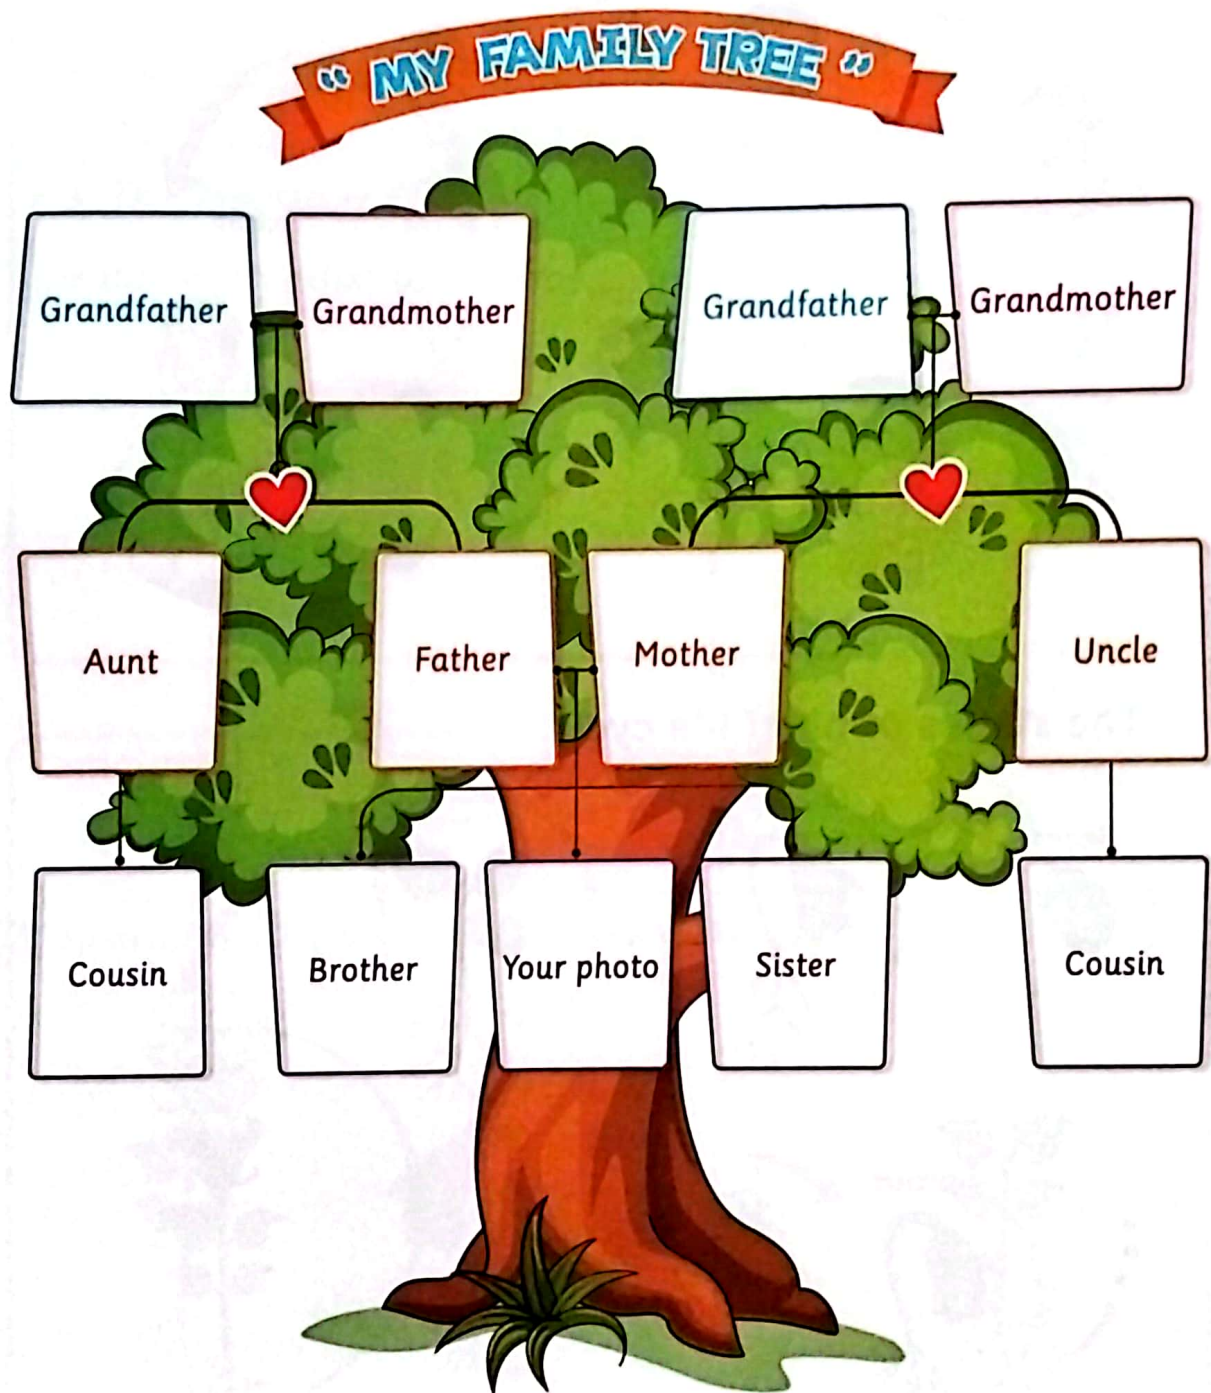 “ MY FAMILY TREE ”
Grandfather
Grandmother
Grandfather
Grandmother
Aunt
Father
Mother
Uncle
Cousin
Brother
Your photo
Sister
Cousin